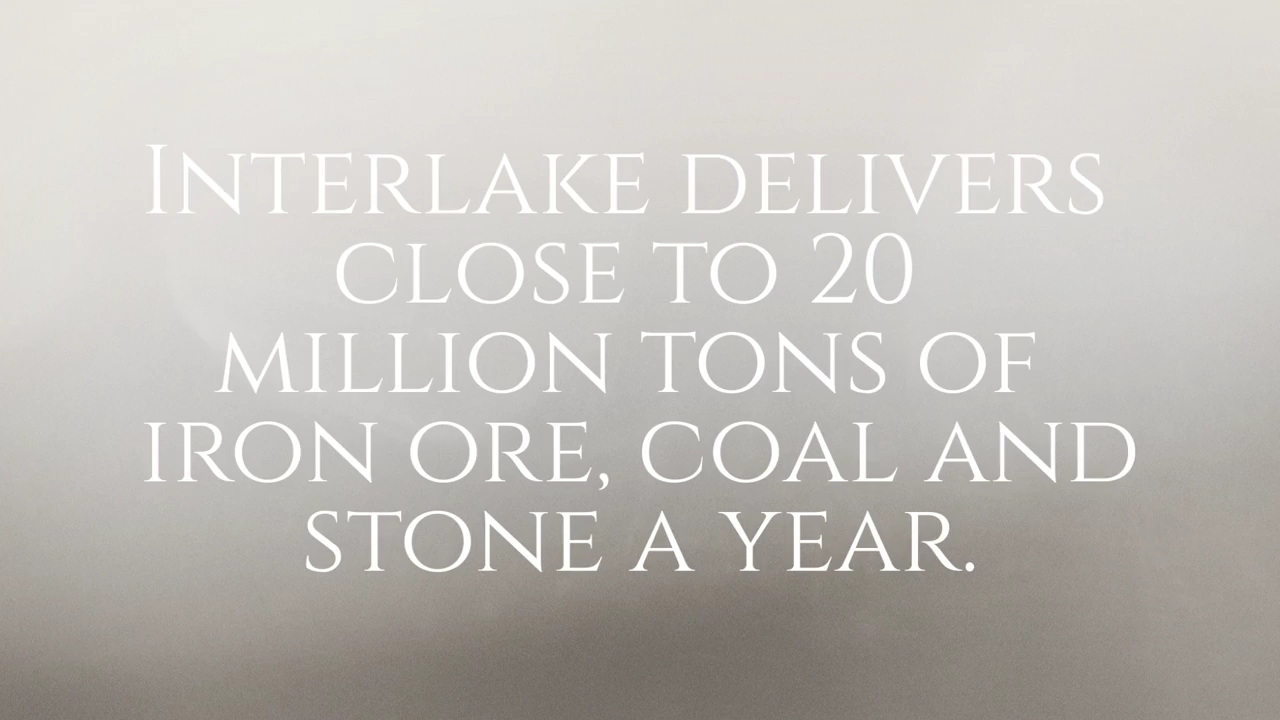 Interlake delivers
close to 20
million tons of
iron ore, coal and
stone a year.